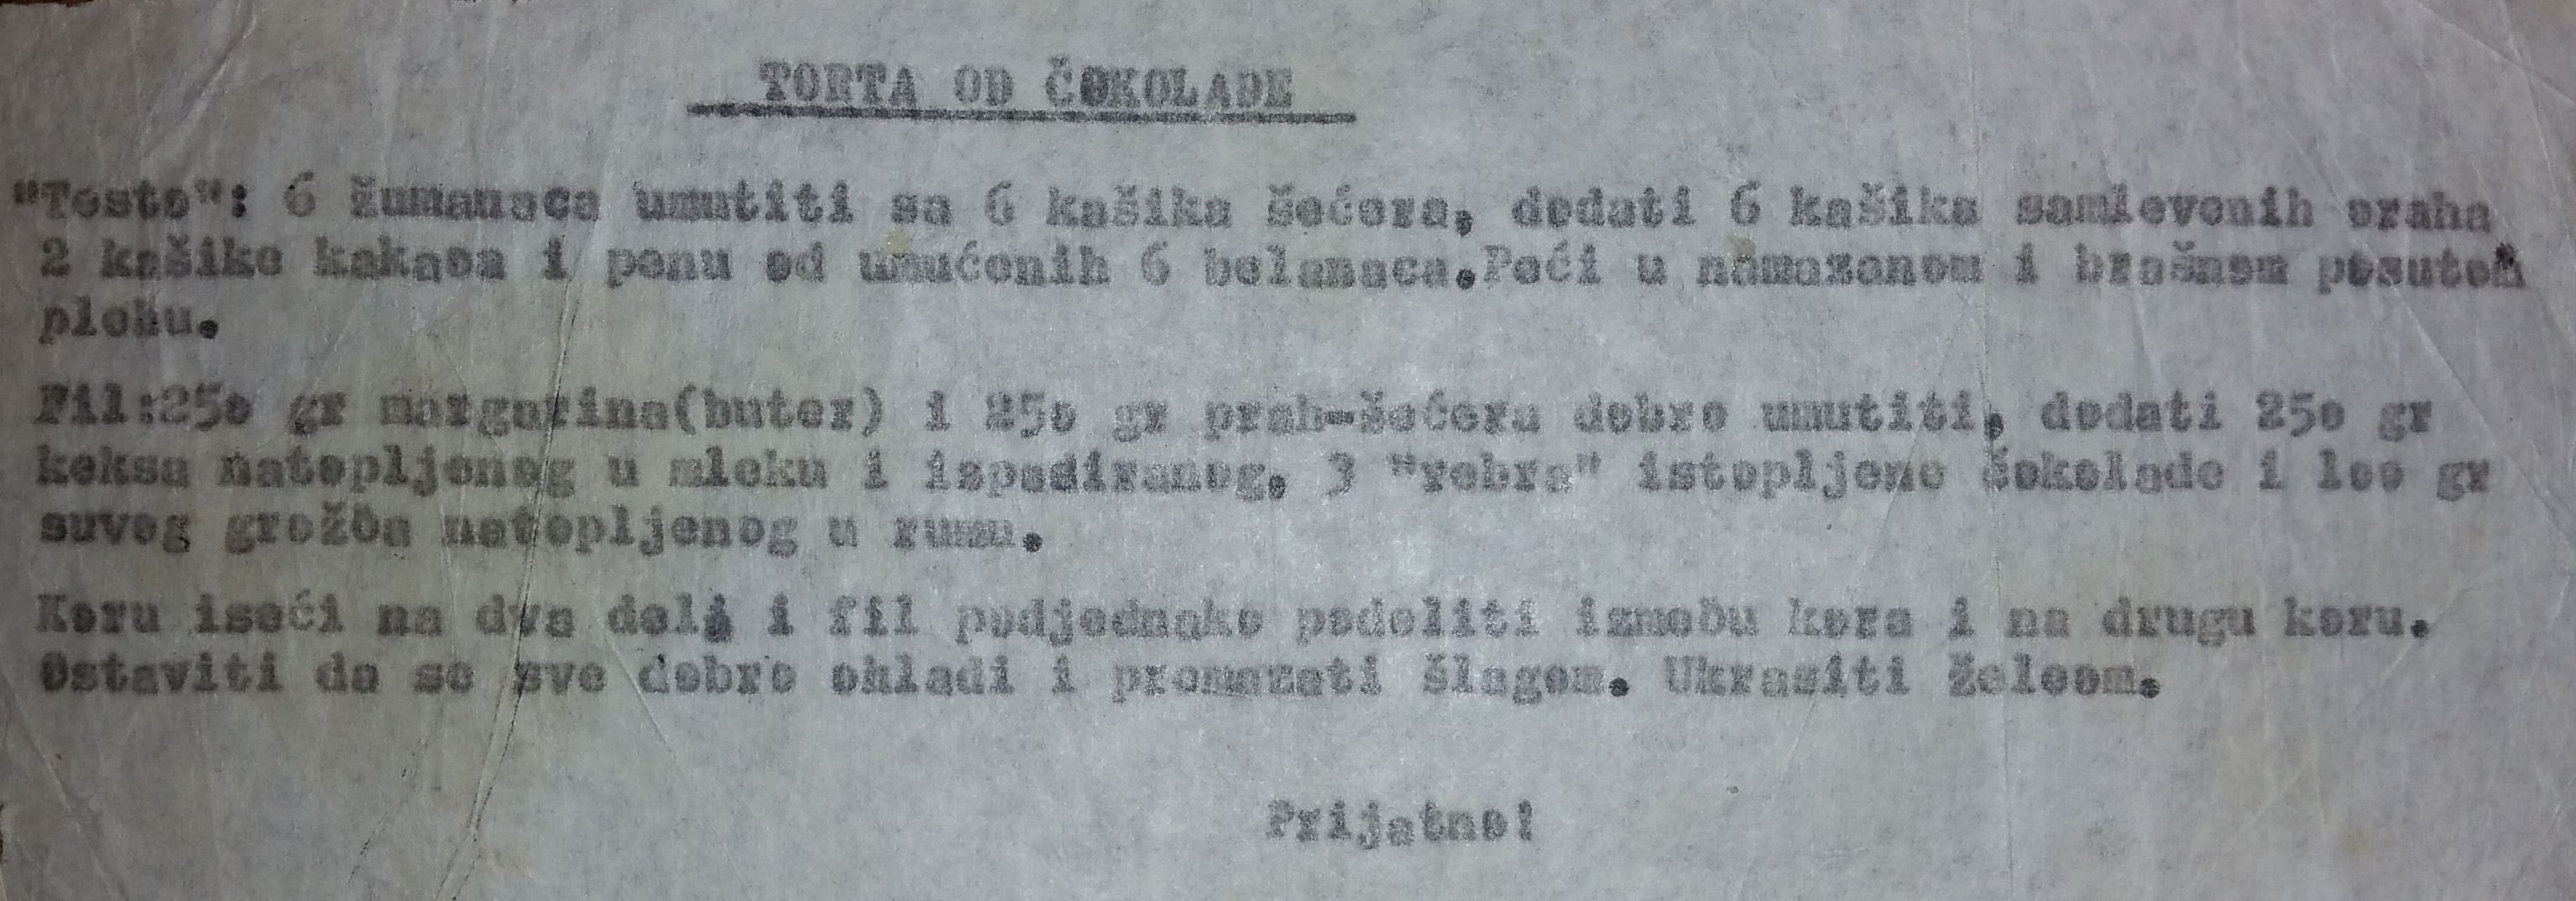 TORTA OD ČOKOLADE
"Testo": 6 žumanaca umutiti sa 6 kašika šećera, dodati 6 kašika samlevenih oraha
2 kašike kakaoa i penu od umućenih 6 belanaca.Peći u namazanom i brašnom posutom
plehu.
Fil:25o gr margarina(buter) i 25o gr prah-šećera dobro umutiti, dodati 25o gr
keksa natopljenog u mleku i ispasiranog, 3 "rebra" istopljene čokolade i loo gr
suvog grožđa natopljenog u rumu.
Koru iseći na dva dela i fil podjednako podeliti između kora i na drugu koru.
Ostaviti da se sve dobro ohladi i premazati šlagom. Ukrasiti želeom.
Prijatno!